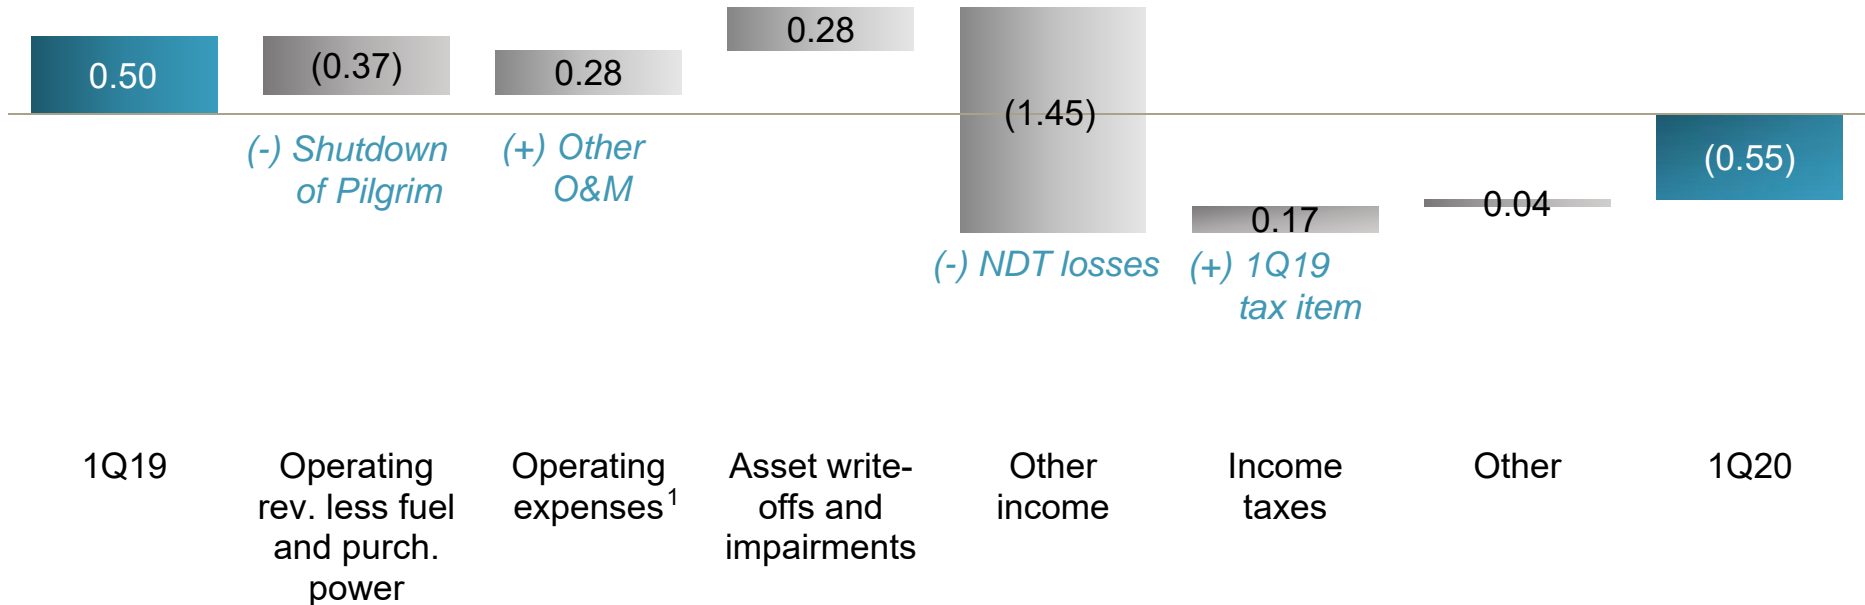 0.50
(0.37)
0.28
0.28
(1.45)
0.17
0.04
(0.55)
(-) Shutdown
of Pilgrim
(+) Other
O&M
(-) NDT losses
(+) 1Q19
tax item
1Q19
Operating
rev. less fuel
and purch.
power
Operating
expenses1
Asset write-
offs and
impairments
Other
income
Income
taxes
Other
1Q20